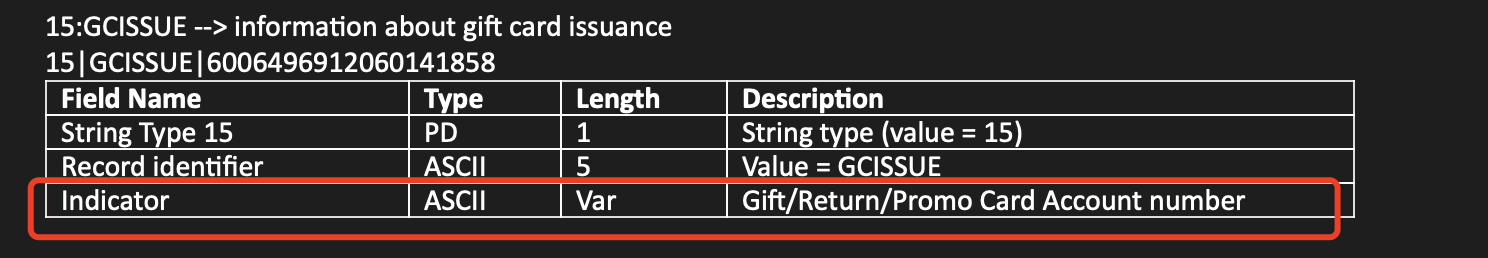 15:GCISSUE --> information about gift card issuance
15|GCISSUE|6006496912060141858
Field Name Type Length Description
String Type 15 PD 1 String type (value = 15)
Record identifier ASCII 5 Value = GCISSUE
Indicator ASCII Var Gift/Return/Promo Card Account number